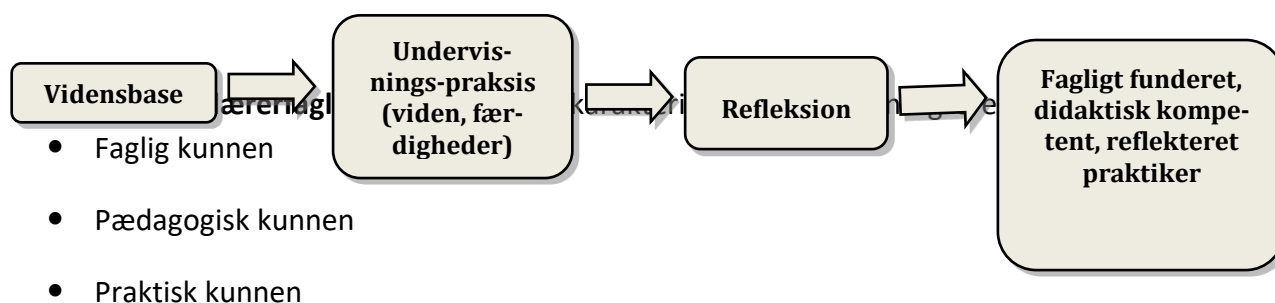 Vidensbase
Undervis-
nings-praksis
(viden, fær-
digheder)
Refleksion
Fagligt funderet,
didaktisk kompe-
tent, reflekteret
praktiker
Faglig kunnen
Pædagogisk kunnen
Praktisk kunnen